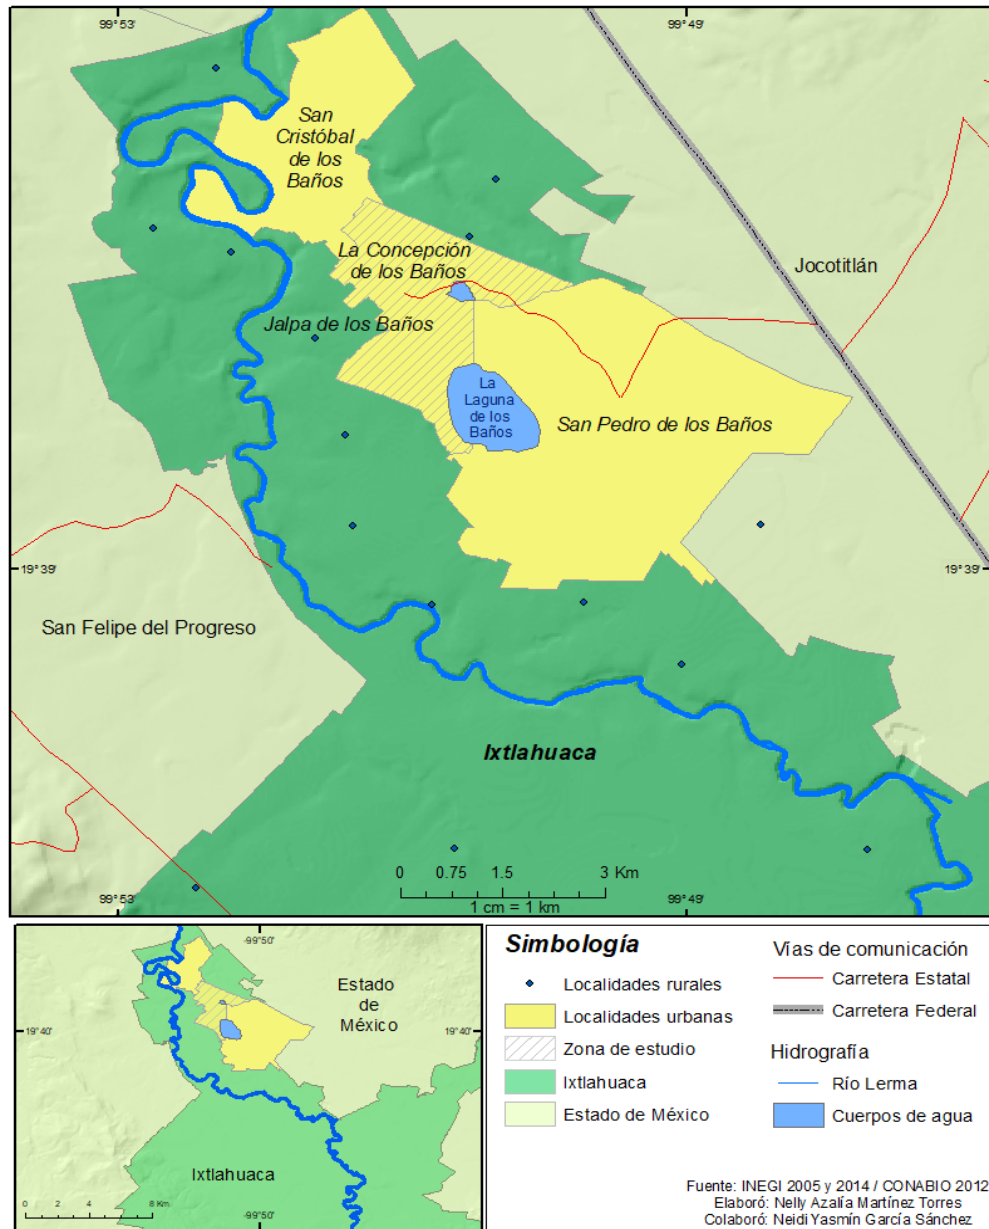 99°53'
99°49'
San
Cristóbal
de los
Baños
La Concepción
de los Baños
Jocotitlán
Jalpa de los Baños
La
Laguna
de los
Baños
San Pedro de los Baños
19°39'
19°39'
San Felipe del Progreso
Ixtlahuaca
0 0.75 1.5 3 Km
1 cm = 1 km
99°53'
99°49'
-99°50'
Estado
de
México
19°40'
19°40'
Ixtlahuaca
0 2 4 8 Km
-99°50'
Simbología
Localidades rurales
Localidades urbanas
Zona de estudio
Ixtlahuaca
Estado de México
Vías de comunicación
Carretera Estatal
Carretera Federal
Hidrografía
Río Lerma
Cuerpos de agua
Fuente: INEGI 2005 y 2014 / CONABIO 2012
Elaboró: Nelly Azalía Martínez Torres
Colaboró: Neidi Yasmín García Sánchez